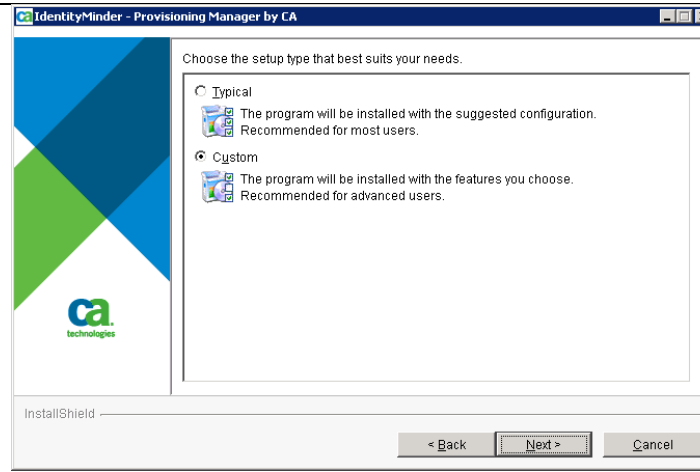 ca IdentityMinder - Provisioning Manager by CA
Choose the setup type that best suits your needs.
Typical
The program will be installed with the suggested configuration.
Recommended for most users.
Custom
The program will be installed with the features you choose.
Recommended for advanced users.
ca.
technologies
InstallShield
< Back
Next >
Cancel